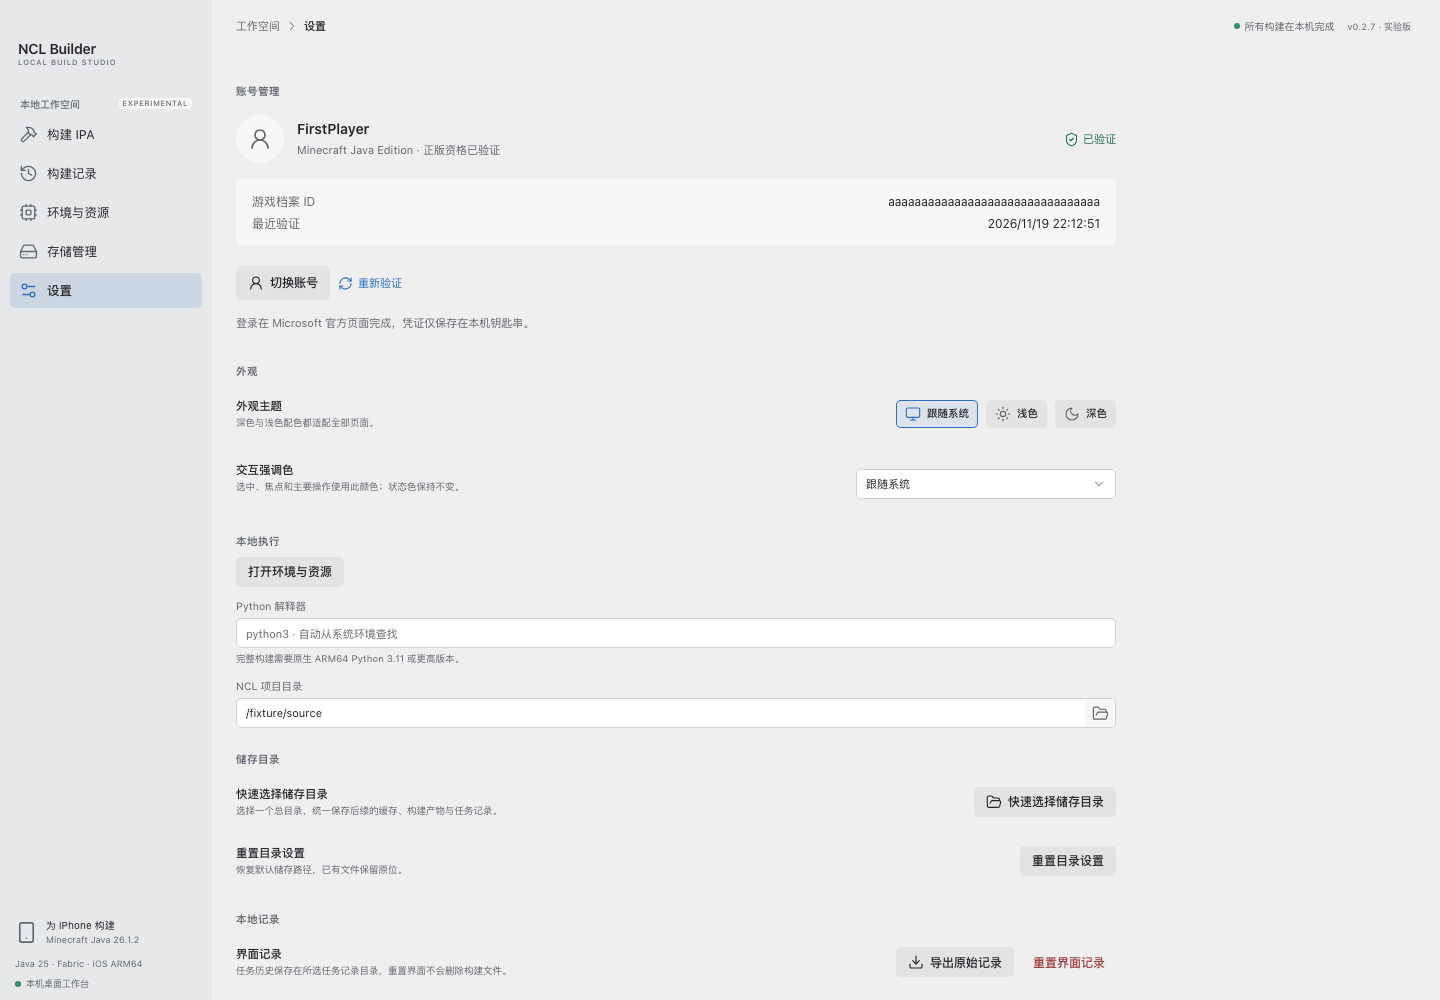 NCL Builder
LOCAL BUILD STUDIO
本地工作空间
EXPERIMENTAL
构建 IPA
构建记录
环境与资源
存储管理
设置
为 iPhone 构建
Minecraft Java 26.1.2
Java 25 · Fabric · iOS ARM64
本机桌面工作台
工作空间 > 设置
所有构建在本机完成
v0.2.7 · 实验版
账号管理
FirstPlayer
Minecraft Java Edition · 正版资格已验证
已验证
游戏档案 ID
aaaaaaaaaaaaaaaaaaaaaaaaaaaaaaaa
最近验证
2026/11/19 22:12:51
切换账号
重新验证
登录在 Microsoft 官方页面完成，凭证仅保存在本机钥匙串。
外观
外观主题
深色与浅色配色都适配全部页面。
跟随系统
浅色
深色
交互强调色
选中、焦点和主要操作使用此颜色；状态色保持不变。
跟随系统
本地执行
打开环境与资源
Python 解释器
python3 · 自动从系统环境查找
完整构建需要原生 ARM64 Python 3.11 或更高版本。
NCL 项目目录
/fixture/source
储存目录
快速选择储存目录
选择一个总目录，统一保存后续的缓存、构建产物与任务记录。
快速选择储存目录
重置目录设置
恢复默认储存路径，已有文件保留原位。
重置目录设置
本地记录
界面记录
任务历史保存在所选任务记录目录，重置界面不会删除构建文件。
导出原始记录
重置界面记录